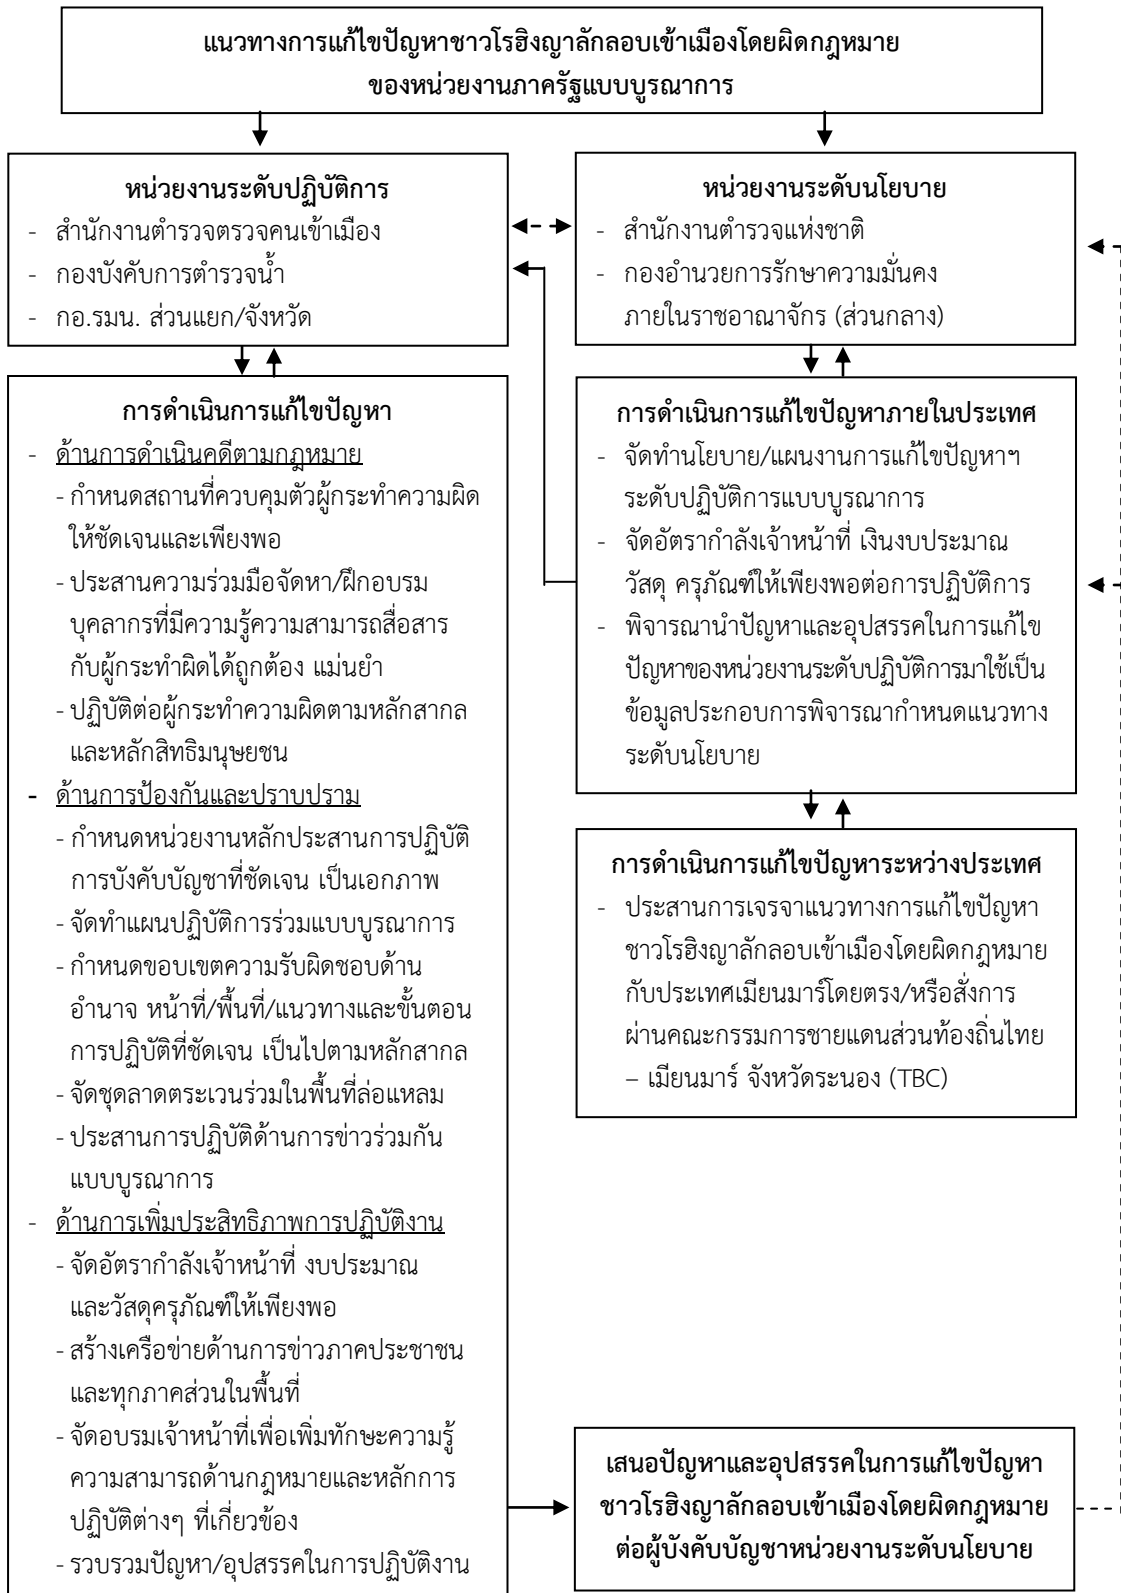 แนวทางการแก้ไขปัญหาชาวโรฮิงญาลักลอบเข้าเมืองโดยผิดกฎหมาย
ของหน่วยงานภาครัฐแบบบูรณาการ
หน่วยงานระดับปฏิบัติการ
- สำนักงานตำรวจตรวจคนเข้าเมือง
- กองบังคับการตำรวจน้ำ
- กอ.รมน. ส่วนแยก/จังหวัด
หน่วยงานระดับนโยบาย
- สำนักงานตำรวจแห่งชาติ
- กองอำนวยการรักษาความมั่นคง
ภายในราชอาณาจักร (ส่วนกลาง)
การดำเนินการแก้ไขปัญหา
- ด้านการดำเนินคดีตามกฎหมาย
- กำหนดสถานที่ควบคุมตัวผู้กระทำความผิด
ให้ชัดเจนและเพียงพอ
- ประสานความร่วมมือจัดหา/ฝึกอบรม
บุคลากรที่มีความรู้ความสามารถสื่อสาร
กับผู้กระทำผิดได้ถูกต้อง แม่นยำ
- ปฏิบัติต่อผู้กระทำความผิดตามหลักสากล
และหลักสิทธิมนุษยชน
- ด้านการป้องกันและปราบปราม
- กำหนดหน่วยงานหลักประสานการปฏิบัติ
การบังคับบัญชาที่ชัดเจน เป็นเอกภาพ
- จัดทำแผนปฏิบัติการร่วมแบบบูรณาการ
- กำหนดขอบเขตความรับผิดชอบด้าน
อำนาจ หน้าที่/พื้นที่/แนวทางและขั้นตอน
การปฏิบัติที่ชัดเจน เป็นไปตามหลักสากล
- จัดชุดลาดตระเวนร่วมในพื้นที่ล่อแหลม
- ประสานการปฏิบัติด้านการข่าวร่วมกัน
แบบบูรณาการ
- ด้านการเพิ่มประสิทธิภาพการปฏิบัติงาน
- จัดอัตรากำลังเจ้าหน้าที่ งบประมาณ
และวัสดุครุภัณฑ์ให้เพียงพอ
- สร้างเครือข่ายด้านการข่าวภาคประชาชน
และทุกภาคส่วนในพื้นที่
- จัดอบรมเจ้าหน้าที่เพื่อเพิ่มทักษะความรู้
ความสามารถด้านกฎหมายและหลักการ
ปฏิบัติต่างๆ ที่เกี่ยวข้อง
- รวบรวมปัญหา/อุปสรรคในการปฏิบัติงาน
การดำเนินการแก้ไขปัญหาภายในประเทศ
- จัดทำนโยบาย/แผนงานการแก้ไขปัญหาฯ
ระดับปฏิบัติการแบบบูรณาการ
- จัดอัตรากำลังเจ้าหน้าที่ เงินงบประมาณ
วัสดุ ครุภัณฑ์ให้เพียงพอต่อการปฏิบัติการ
- พิจารณานำปัญหาและอุปสรรคในการแก้ไข
ปัญหาของหน่วยงานระดับปฏิบัติการมาใช้เป็น
ข้อมูลประกอบการพิจารณากำหนดแนวทาง
ระดับนโยบาย
การดำเนินการแก้ไขปัญหาระหว่างประเทศ
- ประสานการเจรจาแนวทางการแก้ไขปัญหา
ชาวโรฮิงญาลักลอบเข้าเมืองโดยผิดกฎหมาย
กับประเทศเมียนมาร์โดยตรง/หรือสั่งการ
ผ่านคณะกรรมการชายแดนส่วนท้องถิ่นไทย
– เมียนมาร์ จังหวัดระนอง (TBC)
เสนอปัญหาและอุปสรรคในการแก้ไขปัญหา
ชาวโรฮิงญาลักลอบเข้าเมืองโดยผิดกฎหมาย
ต่อผู้บังคับบัญชาหน่วยงานระดับนโยบาย